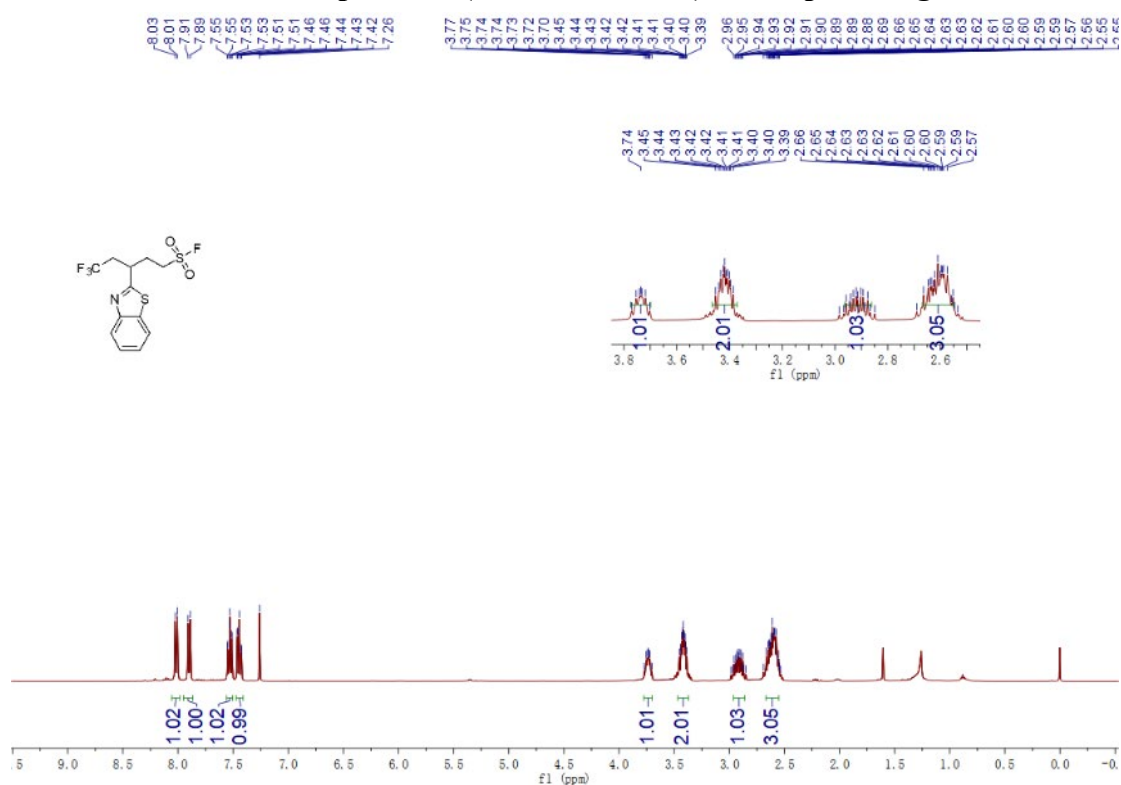 8.03 8.01 7.91 7.89 7.55 7.55 7.53 7.53 7.51 7.51 7.46 7.46 7.44 7.43 7.42 7.26
3.77 3.75 3.74 3.74 3.73 3.72 3.70 3.45 3.44 3.43 3.42 3.42 3.41 3.41 3.40 3.40 3.39
2.96 2.95 2.94 2.93 2.92 2.91 2.90 2.89 2.89 2.88 2.69 2.66 2.65 2.64 2.63 2.63 2.62 2.61 2.60 2.60 2.59 2.59 2.57 2.56 2.55 2.55
3.74 3.45 3.44 3.43 3.42 3.42 3.41 3.41 3.40 3.40 3.39 2.66 2.65 2.64 2.63 2.63 2.62 2.61 2.60 2.60 2.59 2.59 2.57
O
F
S
F3C
O
N
S
1.01 2.01 1.03 3.05
3.8 3.6 3.4 3.2 3.0 2.8 2.6
f1 (ppm)
1.02 1.00 1.02 0.99 1.01 2.01 1.03 3.05
9.0 8.5 8.0 7.5 7.0 6.5 6.0 5.5 5.0 4.5 4.0 3.5 3.0 2.5 2.0 1.5 1.0 0.5 0.0
f1 (ppm)